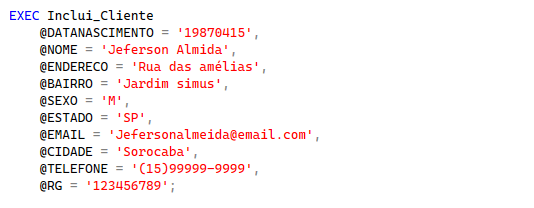 EXEC Inclui_Cliente
@DATANASCIMENTO = '19870415',
@NOME = 'Jeferson Almida',
@ENDERECO = 'Rua das amélias',
@BAIRRO = 'Jardim simus',
@SEXO = 'M',
@ESTADO = 'SP',
@EMAIL = 'Jefersonalmeida@email.com',
@CIDADE = 'Sorocaba',
@TELEFONE = '(15)99999-9999',
@RG = '123456789';